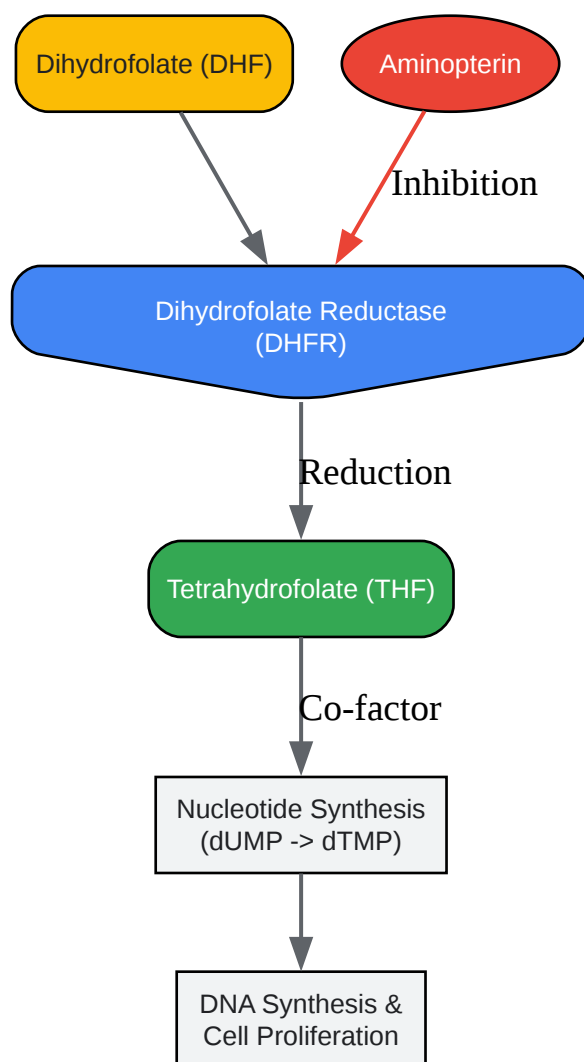 Dihydrofolate (DHF)
Aminopterin
Inhibition
Dihydrofolate Reductase
(DHFR)
Reduction
Tetrahydrofolate (THF)
Co-factor
Nucleotide Synthesis
(dUMP -> dTMP)
DNA Synthesis &
Cell Proliferation